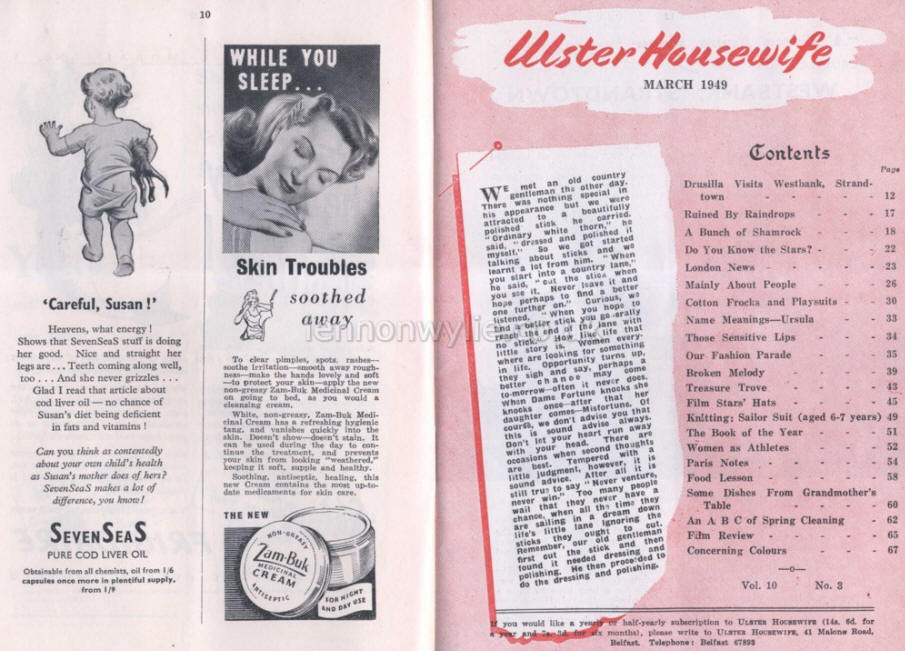 10
'Careful, Susan !'
Heavens, what energy !
Shows that SevenSeaS stuff is doing
her good. Nice and straight her
legs are . . . Teeth coming along well,
too . . . And she never grizzles . . .
Glad I read that article about
cod liver oil — no chance of
Susan's diet being deficient
in fats and vitamins !
Can you think as contentedly
about your own child's health
as Susan's mother does of hers?
SevenSeaS makes a lot of
difference, you know!
SEVENSEAS
PURE COD LIVER OIL
Obtainable from all chemists, oil from 1/6
capsules once more in plentiful supply,
from 1/9
WHILE YOU
SLEEP...
Skin Troubles
soothed
away
To clear pimples, spots, rashes—
soothe irritation—smooth away rough-
ness—make the hands lovely and soft
—to protect your skin—apply the new
non-greasy Zam-Buk Medicinal Cream
on going to bed, as you would a
cleansing cream.
White, non-greasy, Zam-Buk Medi-
cinal Cream has a refreshing hygienic
tang, and vanishes quickly into the
skin. Doesn't show—doesn't stain. It
can be used during the day to con-
tinue the treatment, and prevents
your skin from looking "weathered,"
keeping it soft, supple and healthy.
Soothing, antiseptic, healing, this
new Cream contains the most up-to-
date medicaments for skin care.
THE NEW
NON-GREASY
Zam-Buk
MEDICINAL
CREAM
ANTISEPTIC
FOR NIGHT
AND DAY USE
Ulster Housewife
MARCH 1949
WE met an old country
gentleman the other day.
There was nothing special in
his appearance but we were
attracted to a beautifully
polished stick he carried.
"Ordinary white thorn," he
said, "dressed and polished it
myself." So we got started
talking about sticks and we
learnt a lot from him. "When
you start into a country lane,"
he said, "cut the stick when
you see it. Never leave it and
hope perhaps to find a better
one further on." Curious, we
listened. "When you hope to
get a better stick you generally
reach the end of the lane with
no stick." Very like life that
little story is. Women every-
where are looking for something
in life. Opportunity turns up,
they sigh and say, perhaps a
better chance may come
to-morrow—often it never does.
When Dame Fortune knocks she
knocks once—after that her
daughter comes—Misfortune. Of
course, we don't advise you that
this is sound advice always.
Don't let your heart run away
with your head. There are
occasions when second thoughts
are best. Tempered with a
little judgment, however, it is
sound advice. After all it is
still true to say "Never venture
never win." Too many people
wail that they never have a
chance, when all the time they
are sailing in a dream down
life's little lane ignoring the
sticks they ought to cut.
Remember, our old gentleman
first cut the stick and then
found it needed dressing and
polishing. He then proceeded to
do the dressing and polishing.
Contents
Page
Drusilla Visits Westbank, Strand-
town - - - - 12
Ruined By Raindrops - - - 17
A Bunch of Shamrock - - - 18
Do You Know the Stars? - - - 22
London News - - - - 23
Mainly About People - - - 26
Cotton Frocks and Playsuits - - 30
Name Meanings—Ursula - - 33
Those Sensitive Lips - - - 34
Our Fashion Parade - - - 35
Broken Melody - - - - 39
Treasure Trove - - - - 43
Film Stars' Hats - - - - 45
Knitting: Sailor Suit (aged 6-7 years) 49
The Book of the Year - - - 51
Women as Athletes - - - 52
Paris Notes - - - - 54
Food Lesson - - - - 58
Some Dishes From Grandmother's
Table - - - - 60
An A B C of Spring Cleaning - 62
Film Review - - - - 65
Concerning Colours - - - 67
—o—
Vol. 10 No. 3
If you would like a yearly or half-yearly subscription to ULSTER HOUSEWIFE (14s. 6d. for
a year and 7s. 3d. for six months), please write to ULSTER HOUSEWIFE, 41 Malone Road,
Belfast. Telephone: Belfast 67893